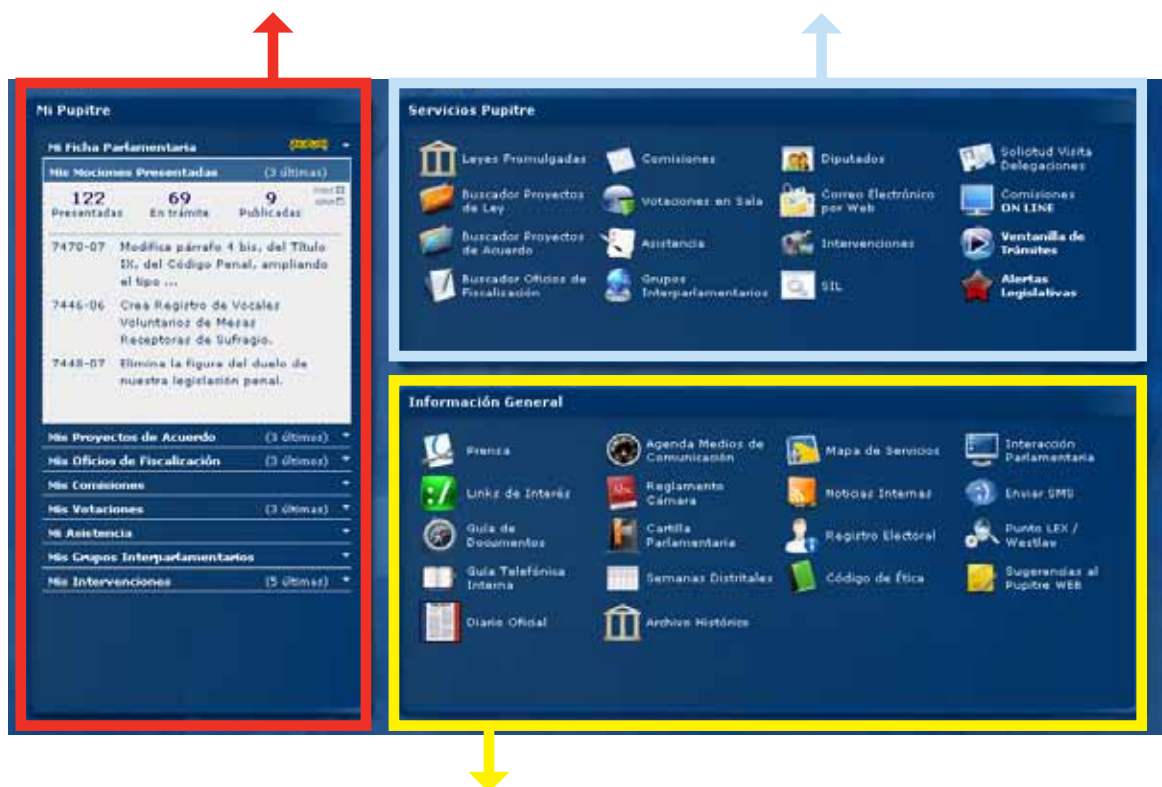 Mi Pupitre
Mi Ficha Parlamentaria
Mis Mociones Presentadas (3 últimas)
122 69 9
Presentadas En trámite Publicadas
7470-07 Modifica párrafo 4
bis, del Título
IX, del Código Penal, ampliando
el tipo ...
7446-06 Crea Registro de Vocales
Voluntarios de Mesas
Receptoras de Sufragio.
7448-07 Elimina la figura del duelo de
nuestra legislación penal.
Mis Proyectos de Acuerdo (3 últimos)
Mis Oficios de Fiscalización (3 últimos)
Mis Comisiones
Mis Votaciones (3 últimas)
Mi Asistencia
Mis Grupos Interparlamentarios
Mis Intervenciones (5 últimas)
Servicios Pupitre
Leyes Promulgadas
Comisiones
Diputados
Solicitud Visita
Delegaciones
Buscador Proyectos
de Ley
Votaciones en Sala
Correo Electrónico
por Web
Comisiones
ON LINE
Buscador Proyectos
de Acuerdo
Asistencia
Intervenciones
Ventanilla de
Trámites
Buscador Oficios de
Fiscalización
Grupos
Interparlamentarios
SIL
Alertas
Legislativas
Información General
Prensa
Agenda Medios de
Comunicación
Mapa de Servicios
Interacción
Parlamentaria
Links de Interés
Reglamento
Cámara
Noticias Internas
Enviar SMS
Guía de
Documentos
Cartilla
Parlamentaria
Registro Electoral
Punto LEX /
Westlaw
Guía Telefónica
Interna
Semanas Distritales
Código de Ética
Sugerencias al
Pupitre WEB
Diario Oficial
Archivo Histórico